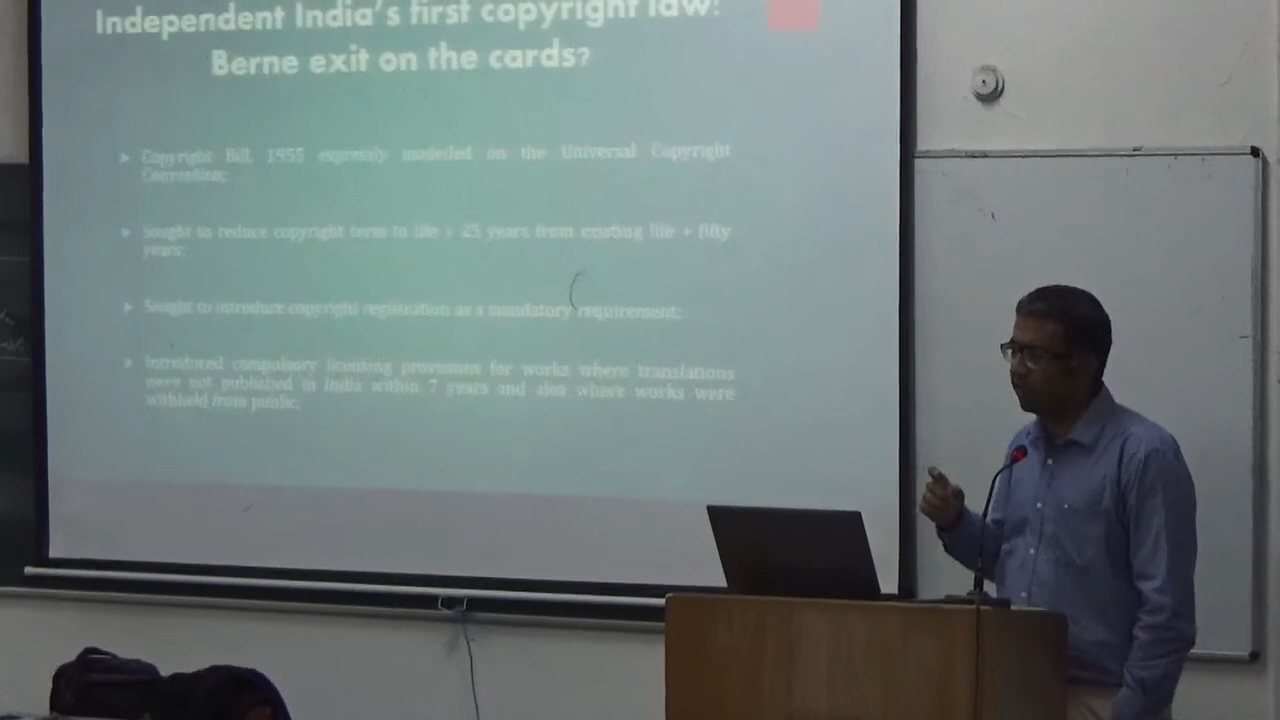 Independent India's first copyright law:
Berne exit on the cards?
Copyright Bill, 1955 expressly modelled on the Universal Copyright
Convention;
Sought to reduce copyright term to life + 25 years from existing life + fifty
years;
Sought to introduce copyright registration as a mandatory requirement;
Introduced compulsory licensing provisions for works where translations
were not published in India within 7 years and also where works were
withheld from public;